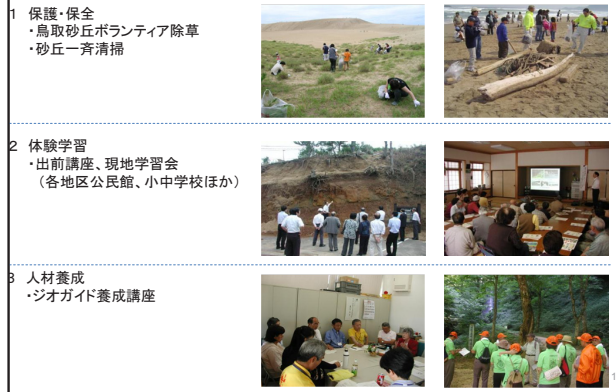 1 保護・保全
・鳥取砂丘ボランティア除草
・砂丘一斉清掃
2 体験学習
・出前講座、現地学習会
（各地区公民館、小中学校ほか）
3 人材養成
・ジオガイド養成講座